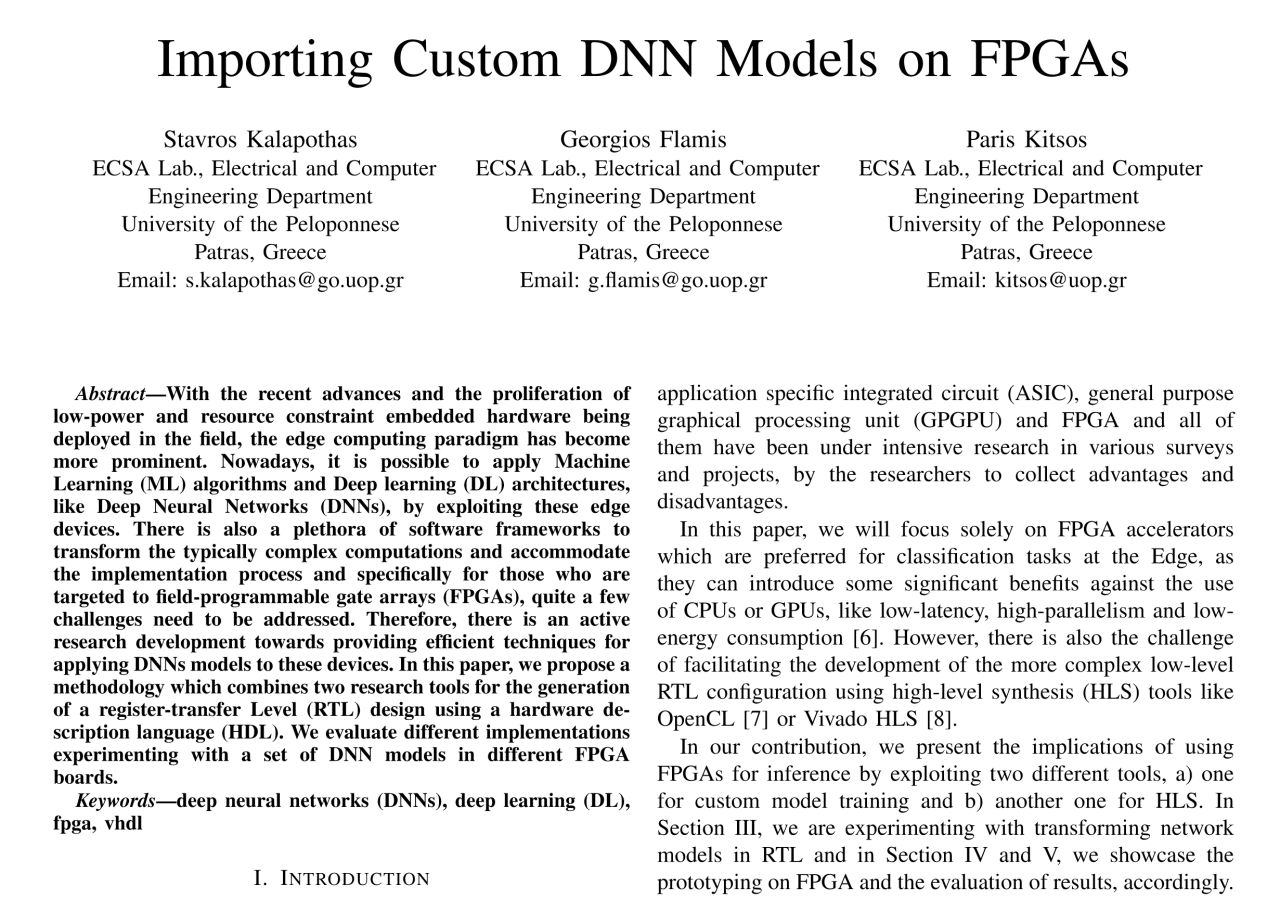 Importing Custom DNN Models on FPGAs
Stavros Kalapothas
ECSA Lab., Electrical and Computer
Engineering Department
University of the Peloponnese
Patras, Greece
Email: s.kalapothas@go.uop.gr
Georgios Flamis
ECSA Lab., Electrical and Computer
Engineering Department
University of the Peloponnese
Patras, Greece
Email: g.flamis@go.uop.gr
Paris Kitsos
ECSA Lab., Electrical and Computer
Engineering Department
University of the Peloponnese
Patras, Greece
Email: kitsos@uop.gr
Abstract—With the recent advances and the proliferation of
low-power and resource constraint embedded hardware being
deployed in the field, the edge computing paradigm has become
more prominent. Nowadays, it is possible to apply Machine
Learning (ML) algorithms and Deep learning (DL) architectures,
like Deep Neural Networks (DNNs), by exploiting these edge
devices. There is also a plethora of software frameworks to
transform the typically complex computations and accommodate
the implementation process and specifically for those who are
targeted to field-programmable gate arrays (FPGAs), quite a few
challenges need to be addressed. Therefore, there is an active
research development towards providing efficient techniques for
applying DNNs models to these devices. In this paper, we propose a
methodology which combines two research tools for the generation
of a register-transfer Level (RTL) design using a hardware de-
scription language (HDL). We evaluate different implementations
experimenting with a set of DNN models in different FPGA
boards.
Keywords—deep neural networks (DNNs), deep learning (DL),
fpga, vhdl
I. INTRODUCTION
application specific integrated circuit (ASIC), general purpose
graphical processing unit (GPGPU) and FPGA and all of
them have been under intensive research in various surveys
and projects, by the researchers to collect advantages and
disadvantages.
In this paper, we will focus solely on FPGA accelerators
which are preferred for classification tasks at the Edge, as
they can introduce some significant benefits against the use
of CPUs or GPUs, like low-latency, high-parallelism and low-
energy consumption [6]. However, there is also the challenge
of facilitating the development of the more complex low-level
RTL configuration using high-level synthesis (HLS) tools like
OpenCL [7] or Vivado HLS [8].
In our contribution, we present the implications of using
FPGAs for inference by exploiting two different tools, a) one
for custom model training and b) another one for HLS. In
Section III, we are experimenting with transforming network
models in RTL and in Section IV and V, we showcase the
prototyping on FPGA and the evaluation of results, accordingly.